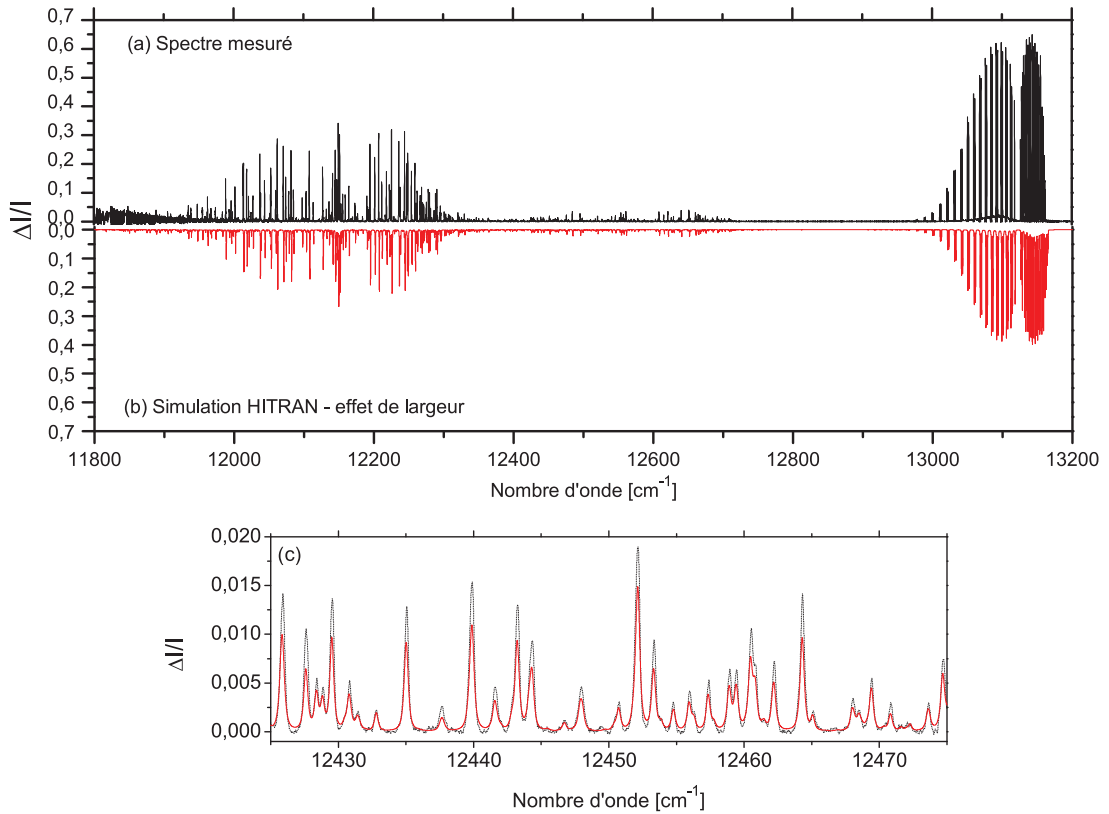 0,7
0,6
0,5
0,4
0,3
0,2
0,1
0,0
(a) Spectre mesuré
ΔI/I
0,0
0,1
0,2
0,3
0,4
0,5
0,6
0,7
(b) Simulation HITRAN - effet de largeur
11800 12000 12200 12400 12600 12800 13000 13200
Nombre d'onde [cm⁻¹]
(c)
0,020
0,015
0,010
0,005
0,000
ΔI/I
12430 12440 12450 12460 12470
Nombre d'onde [cm⁻¹]